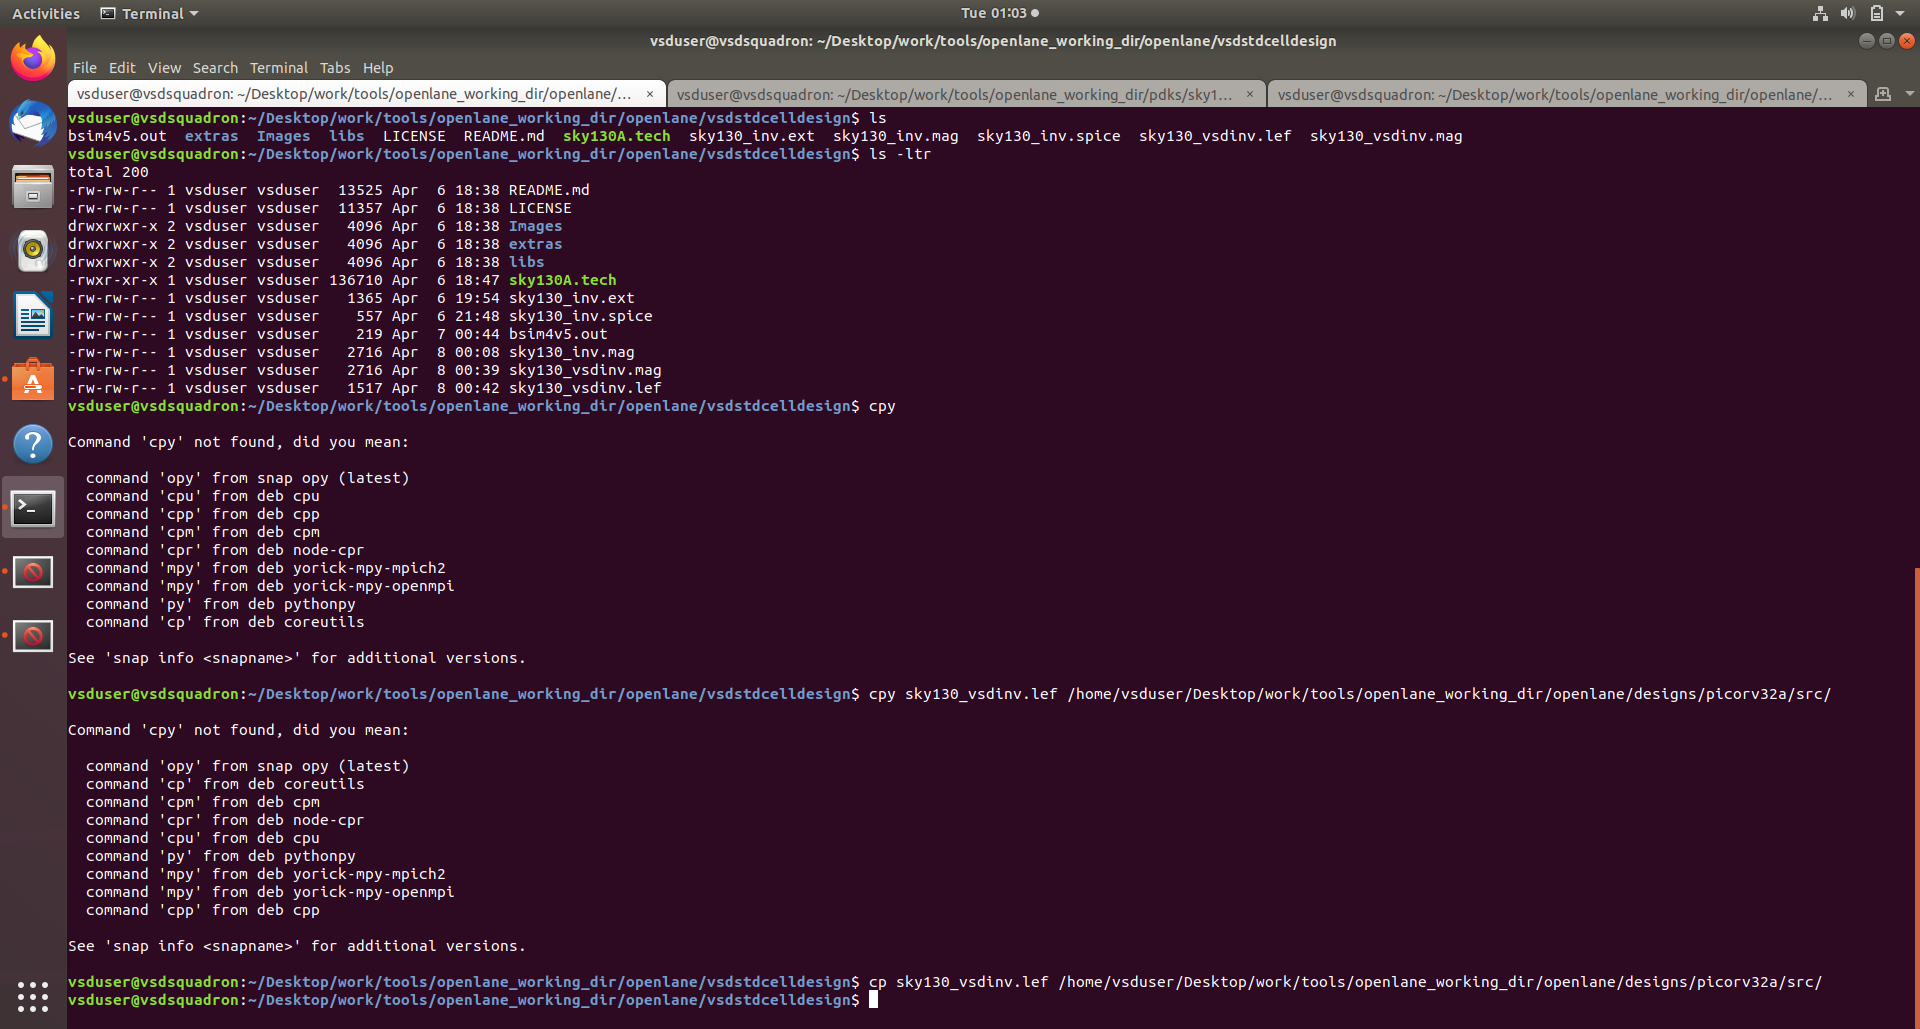 Activities Terminal Tue 01:03
vsduser@vsdsquadron: ~/Desktop/work/tools/openlane_working_dir/openlane/vsdstdcelldesign
File Edit View Search Terminal Tabs Help
vsduser@vsdsquadron: ~/Desktop/work/tools/openlane_working_dir/openlane/... × vsduser@vsdsquadron: ~/Desktop/work/tools/openlane_working_dir/pdks/sky1... × vsduser@vsdsquadron: ~/Desktop/work/tools/openlane_working_dir/openlane/... ×
vsduser@vsdsquadron:~/Desktop/work/tools/openlane_working_dir/openlane/vsdstdcelldesign$ ls
bsim4v5.out  extras  Images  libs  LICENSE  README.md  sky130A.tech  sky130_inv.ext  sky130_inv.mag  sky130_inv.spice  sky130_vsdinv.lef  sky130_vsdinv.mag
vsduser@vsdsquadron:~/Desktop/work/tools/openlane_working_dir/openlane/vsdstdcelldesign$ ls -ltr
total 200
-rw-rw-r-- 1 vsduser vsduser  13525 Apr  6 18:38 README.md
-rw-rw-r-- 1 vsduser vsduser  11357 Apr  6 18:38 LICENSE
drwxrwxr-x 2 vsduser vsduser   4096 Apr  6 18:38 Images
drwxrwxr-x 2 vsduser vsduser   4096 Apr  6 18:38 extras
drwxrwxr-x 2 vsduser vsduser   4096 Apr  6 18:38 libs
-rwxr-xr-x 1 vsduser vsduser 136710 Apr  6 18:47 sky130A.tech
-rw-rw-r-- 1 vsduser vsduser   1365 Apr  6 19:54 sky130_inv.ext
-rw-rw-r-- 1 vsduser vsduser    557 Apr  6 21:48 sky130_inv.spice
-rw-rw-r-- 1 vsduser vsduser    219 Apr  7 00:44 bsim4v5.out
-rw-rw-r-- 1 vsduser vsduser   2716 Apr  8 00:08 sky130_inv.mag
-rw-rw-r-- 1 vsduser vsduser   2716 Apr  8 00:39 sky130_vsdinv.mag
-rw-rw-r-- 1 vsduser vsduser   1517 Apr  8 00:42 sky130_vsdinv.lef
vsduser@vsdsquadron:~/Desktop/work/tools/openlane_working_dir/openlane/vsdstdcelldesign$ cpy
Command 'cpy' not found, did you mean:
  command 'opy' from snap opy (latest)
  command 'cpu' from deb cpu
  command 'cpp' from deb cpp
  command 'cpm' from deb cpm
  command 'cpr' from deb node-cpr
  command 'mpy' from deb yorick-mpy-mpich2
  command 'mpy' from deb yorick-mpy-openmpi
  command 'py' from deb pythonpy
  command 'cp' from deb coreutils
See 'snap info <snapname>' for additional versions.
vsduser@vsdsquadron:~/Desktop/work/tools/openlane_working_dir/openlane/vsdstdcelldesign$ cpy sky130_vsdinv.lef /home/vsduser/Desktop/work/tools/openlane_working_dir/openlane/designs/picorv32a/src/
Command 'cpy' not found, did you mean:
  command 'opy' from snap opy (latest)
  command 'cp' from deb coreutils
  command 'cpm' from deb cpm
  command 'cpr' from deb node-cpr
  command 'cpu' from deb cpu
  command 'py' from deb pythonpy
  command 'mpy' from deb yorick-mpy-mpich2
  command 'mpy' from deb yorick-mpy-openmpi
  command 'cpp' from deb cpp
See 'snap info <snapname>' for additional versions.
vsduser@vsdsquadron:~/Desktop/work/tools/openlane_working_dir/openlane/vsdstdcelldesign$ cp sky130_vsdinv.lef /home/vsduser/Desktop/work/tools/openlane_working_dir/openlane/designs/picorv32a/src/
vsduser@vsdsquadron:~/Desktop/work/tools/openlane_working_dir/openlane/vsdstdcelldesign$